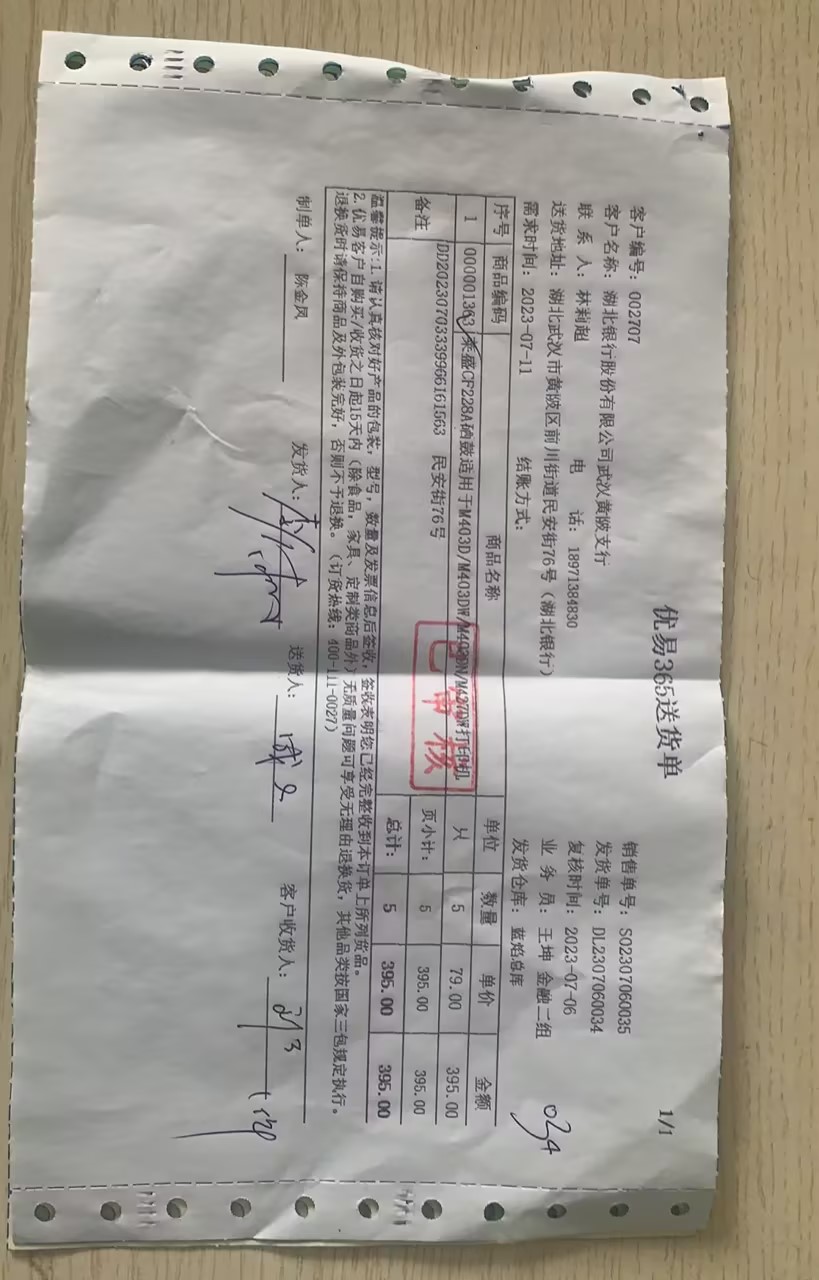 优易365送货单
1/1
客户编号: 002707
销售单号: SO2307060035
客户名称: 湖北银行股份有限公司武汉黄陂支行
发货单号: DL2307060034
联 系 人: 林利超 电 话: 18971384830
复核时间: 2023-07-06
送货地址: 湖北武汉市黄陂区前川街道民安街76号（湖北银行）
业 务 员: 王坤 金融二组
需求时间: 2023-07-11 结账方式:
发货仓库: 蓝焰总库
034
序号 商品编码 商品名称 单位 数量 单价 金额
1 000001363 莱盛CF228A硒鼓适用于M403D/M403DW/M403DN/M427DW打印机 只 5 79.00 395.00
备注 DD20230703339966161563 民安街76号 页小计: 5 395.00 395.00
已审核
总计: 5 395.00 395.00
温馨提示:1. 请认真核对好产品的包装, 型号, 数量及发票信息后签收, 签收表明您已经完整收到本订单上所列货品。
2. 优易客户自购买/收货之日起15天内（除食品, 家具、定制类商品外）无质量问题可享受无理由退换货, 其他品类按国家三包规定执行。
退换货时请保持商品及外包装完好, 否则不予退换。（订货热线: 400-111-0027）
制单人: 陈金凤 发货人: 送货人: 客户收货人: